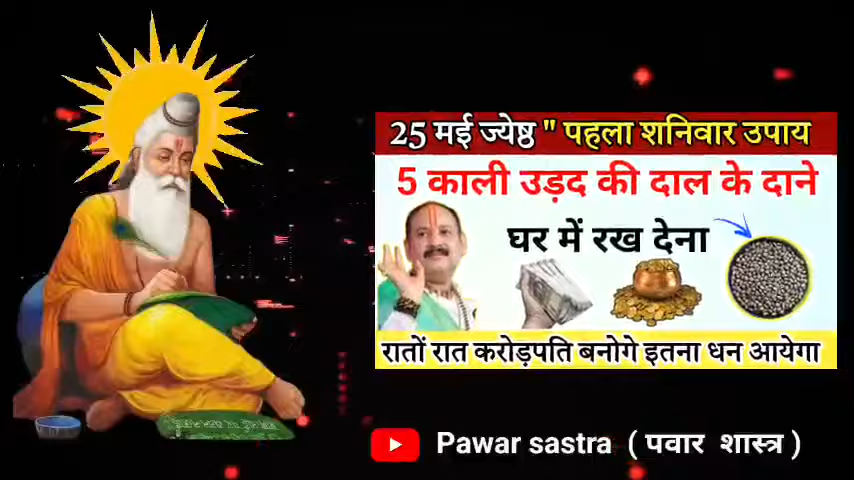 25 मई ज्येष्ठ " पहला शनिवार उपाय
5 काली उड़द की दाल के दाने
घर में रख देना
रातों रात करोड़पति बनोगे इतना धन आयेगा
Pawar sastra ( पवार शास्त्र )